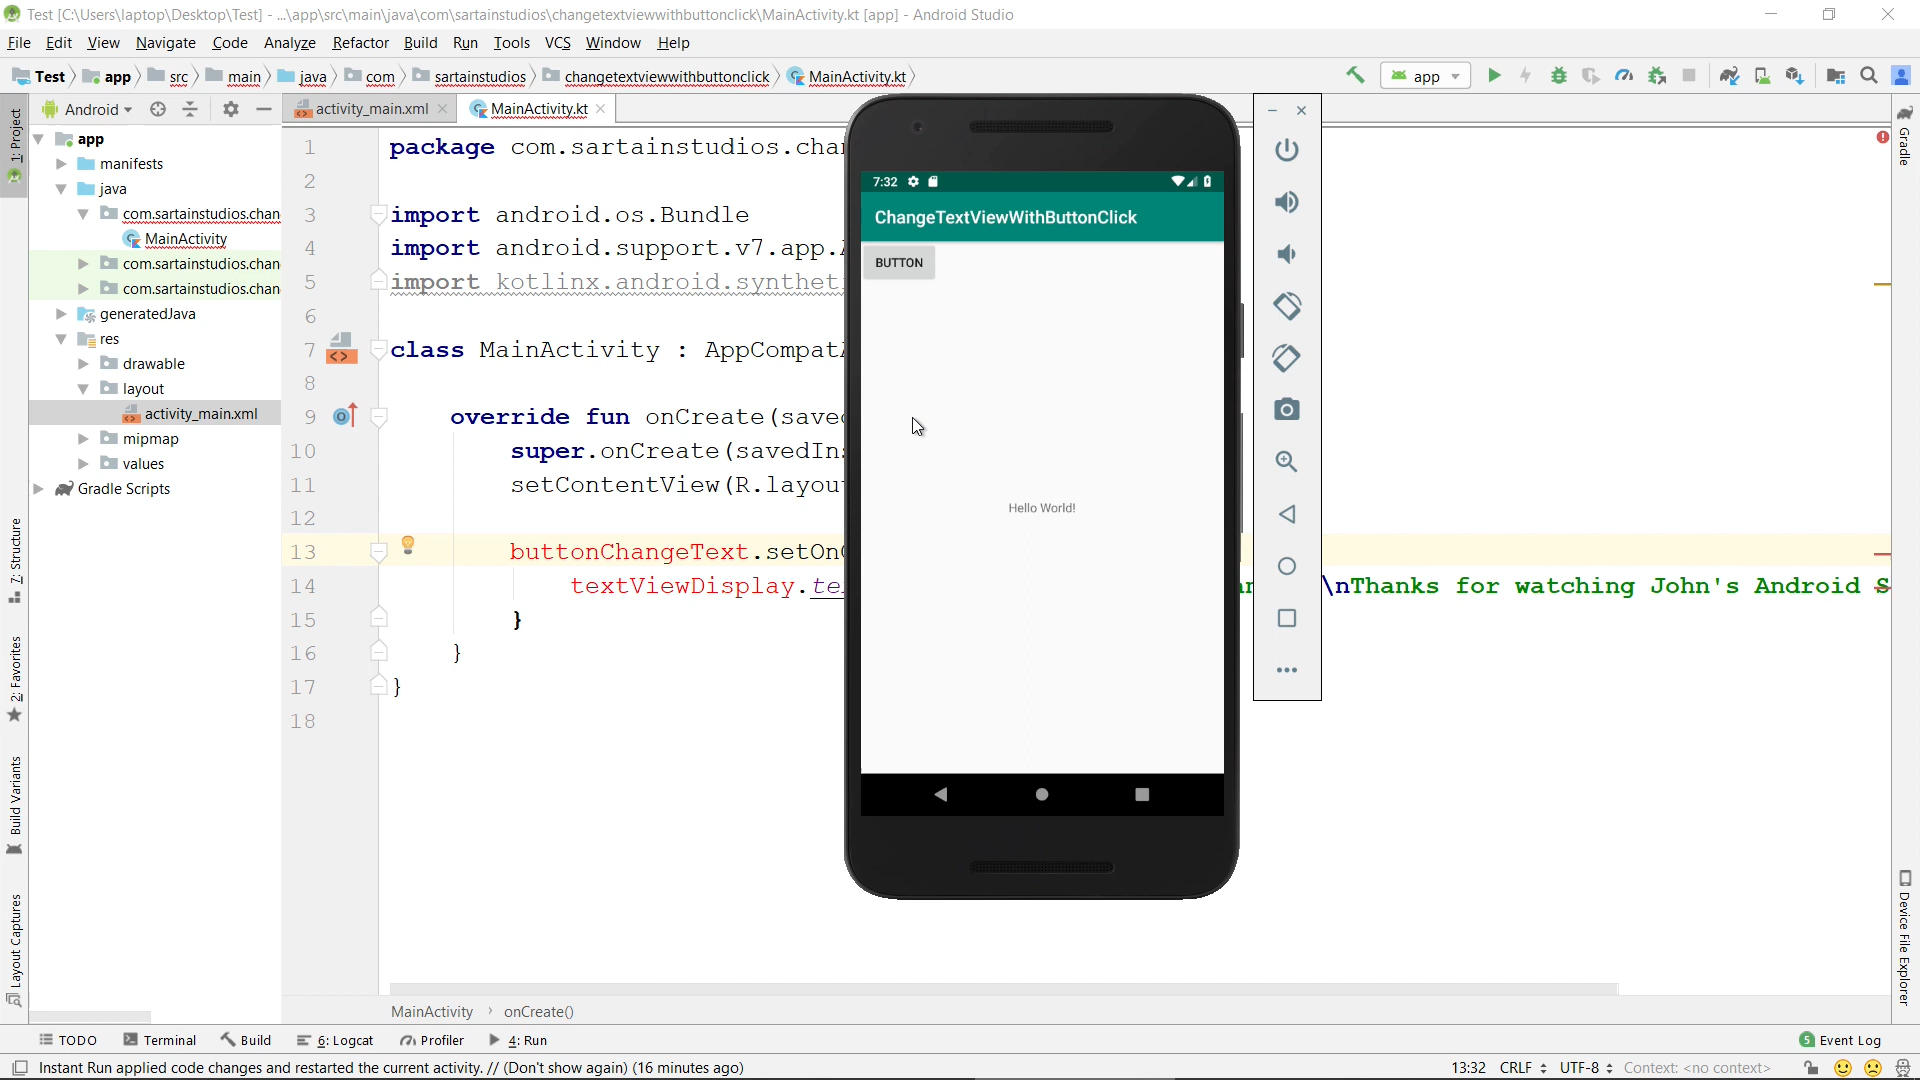 Test [C:\Users\laptop\Desktop\Test] - ...\app\src\main\java\com\sartainstudios\changetextviewwithbuttonclick\MainActivity.kt [app] - Android Studio
File Edit View Navigate Code Analyze Refactor Build Run Tools VCS Window Help
Test app src main java com sartainstudios changetextviewwithbuttonclick MainActivity.kt app
Android activity_main.xml MainActivity.kt
1: Project
7: Structure
2: Favorites
Build Variants
Layout Captures
app
manifests
java
com.sartainstudios.chan
MainActivity
com.sartainstudios.chan
com.sartainstudios.chan
generatedJava
res
drawable
layout
activity_main.xml
mipmap
values
Gradle Scripts
1 package com.sartainstudios.cha
2
3 import android.os.Bundle
4 import android.support.v7.app.
5 import kotlinx.android.synthet
6
7 class MainActivity : AppCompat
8
9 override fun onCreate(save
10 super.onCreate(savedIn
11 setContentView(R.layou
12
13 buttonChangeText.setOn
14 textViewDisplay.te \nThanks for watching John's Android S
15 }
16 }
17 }
18
7:32
ChangeTextViewWithButtonClick
BUTTON
Hello World!
Gradle
Device File Explorer
MainActivity › onCreate()
TODO Terminal Build 6: Logcat Profiler 4: Run 5 Event Log
Instant Run applied code changes and restarted the current activity. // (Don't show again) (16 minutes ago) 13:32 CRLF UTF-8 Context: <no context>